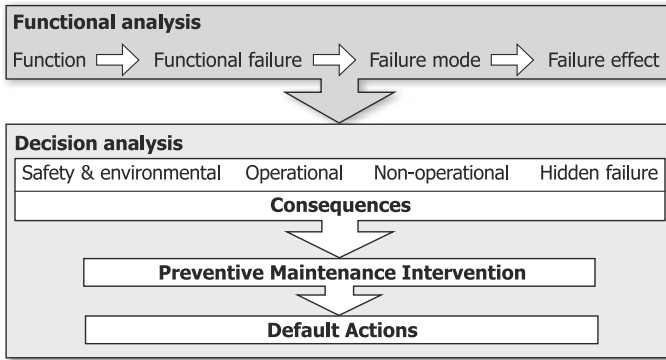 Functional analysis
Function Functional failure Failure mode Failure effect
Decision analysis
Safety & environmental Operational Non-operational Hidden failure
Consequences
Preventive Maintenance Intervention
Default Actions